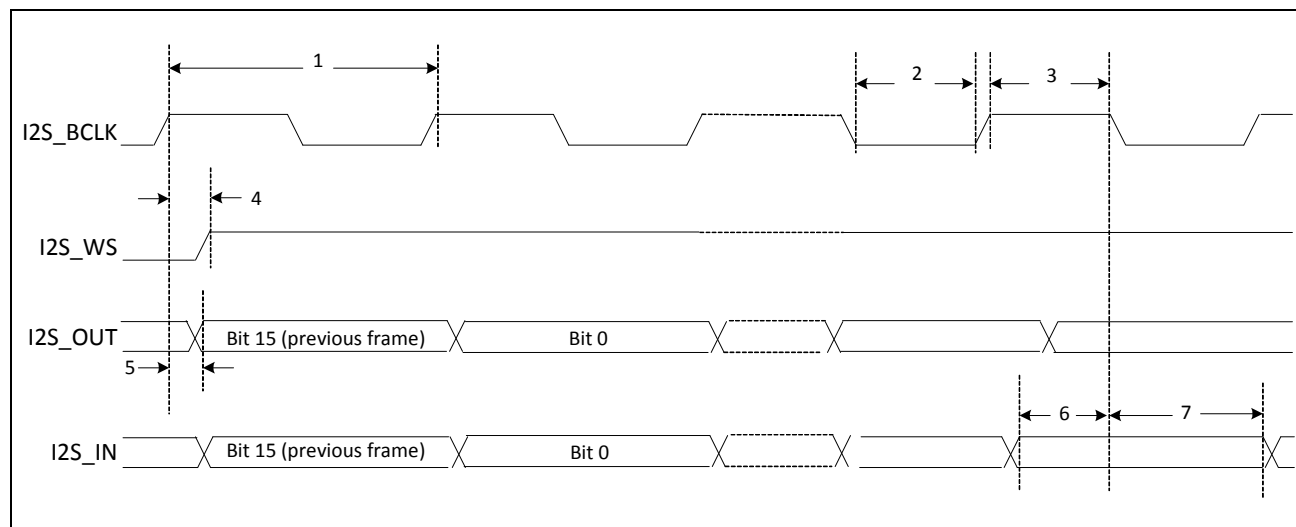 1
2
3
I2S_BCLK
4
I2S_WS
I2S_OUT
Bit 15 (previous frame)
Bit 0
5
6
7
I2S_IN
Bit 15 (previous frame)
Bit 0